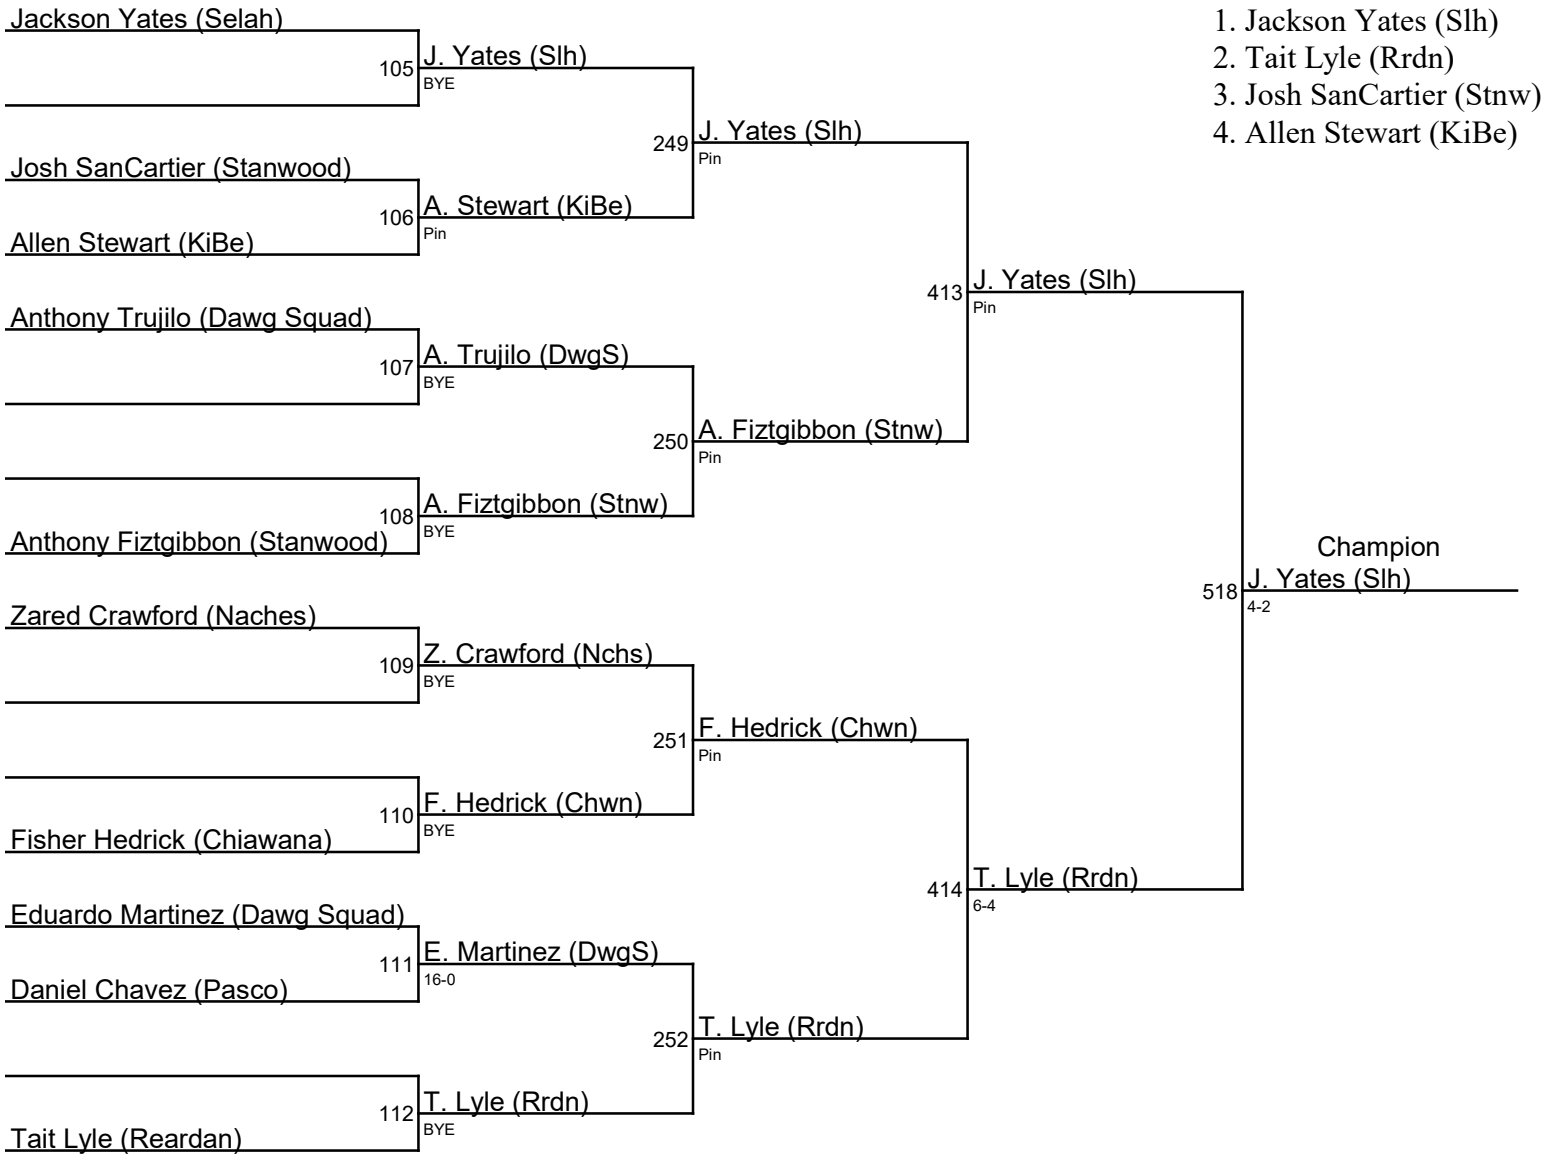 Jackson Yates (Selah)
105
J. Yates (Slh)
BYE
Josh SanCartier (Stanwood)
106
A. Stewart (KiBe)
Pin
Allen Stewart (KiBe)
249
J. Yates (Slh)
Pin
Anthony Trujilo (Dawg Squad)
107
A. Trujilo (DwgS)
BYE
250
A. Fiztgibbon (Stnw)
Pin
108
A. Fiztgibbon (Stnw)
BYE
Anthony Fiztgibbon (Stanwood)
413
J. Yates (Slh)
Pin
Zared Crawford (Naches)
109
Z. Crawford (Nchs)
BYE
251
F. Hedrick (Chwn)
Pin
110
F. Hedrick (Chwn)
BYE
Fisher Hedrick (Chiawana)
Eduardo Martinez (Dawg Squad)
111
E. Martinez (DwgS)
16-0
Daniel Chavez (Pasco)
252
T. Lyle (Rrdn)
Pin
112
T. Lyle (Rrdn)
BYE
Tait Lyle (Reardan)
414
T. Lyle (Rrdn)
6-4
Champion
518
J. Yates (Slh)
4-2
1. Jackson Yates (Slh)
2. Tait Lyle (Rrdn)
3. Josh SanCartier (Stnw)
4. Allen Stewart (KiBe)